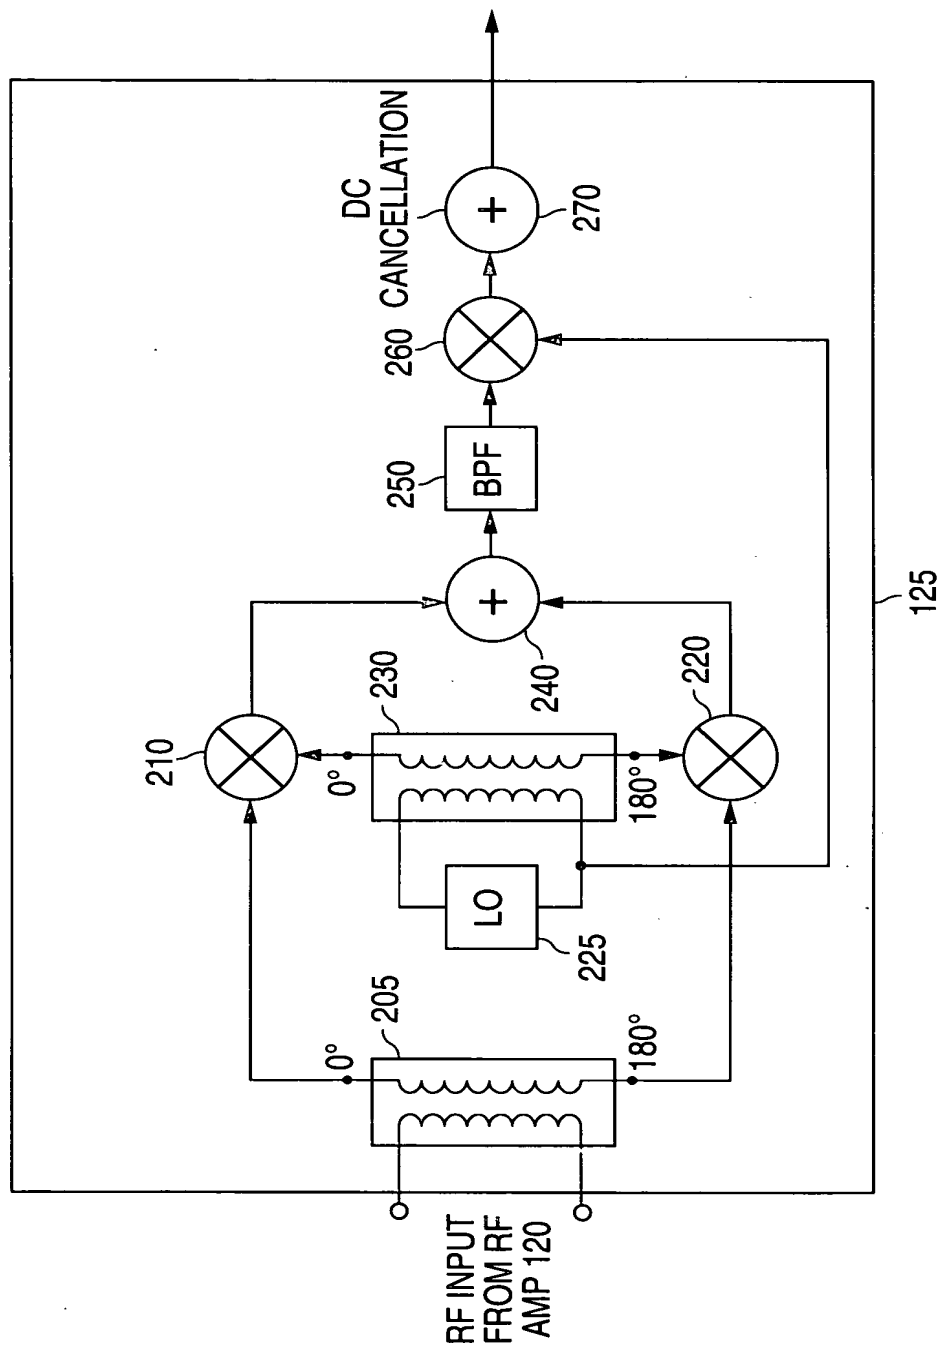 RF INPUT
FROM RF
AMP 120
205
0°
180°
LO
225
230
0°
180°
210
220
+
240
BPF
250
260
+
270
DC
CANCELLATION
125